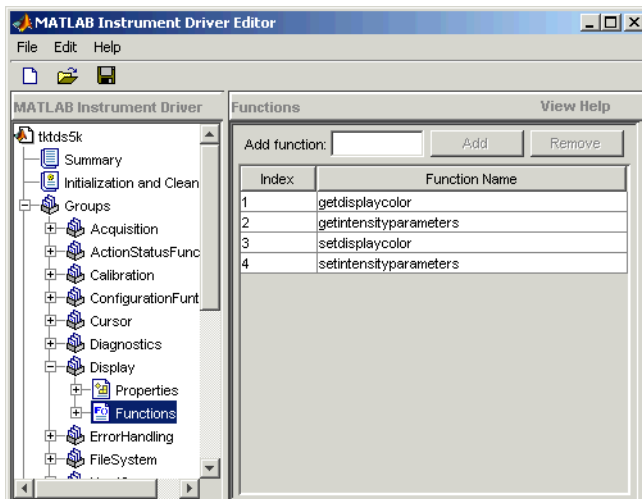 MATLAB Instrument Driver Editor
File Edit Help
MATLAB Instrument Driver
tktds5k
Summary
Initialization and Clean
Groups
Acquisition
ActionStatusFunc
Calibration
ConfigurationFunt
Cursor
Diagnostics
Display
Properties
Functions
ErrorHandling
FileSystem
Functions View Help
Add function: Add Remove
Index Function Name
1 getdisplaycolor
2 getintensityparameters
3 setdisplaycolor
4 setintensityparameters